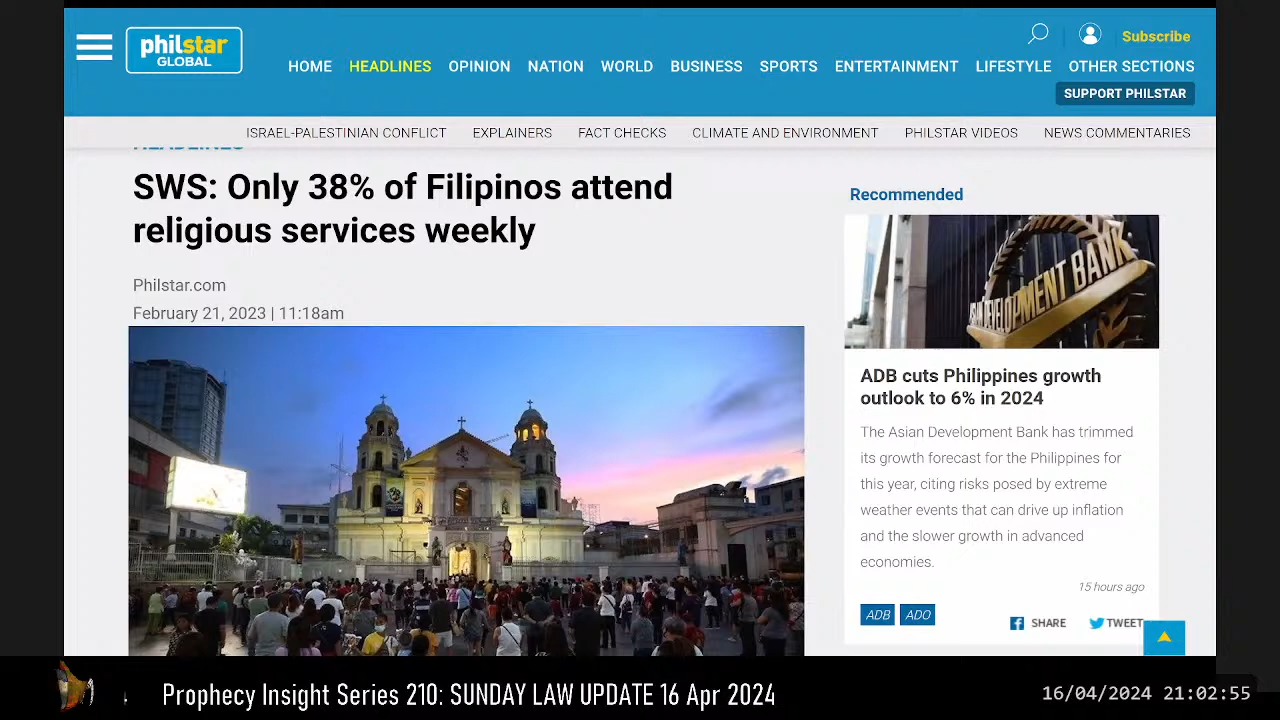 philstar
GLOBAL
Subscribe
HOME HEADLINES OPINION NATION WORLD BUSINESS SPORTS ENTERTAINMENT LIFESTYLE OTHER SECTIONS
SUPPORT PHILSTAR
ISRAEL-PALESTINIAN CONFLICT EXPLAINERS FACT CHECKS CLIMATE AND ENVIRONMENT PHILSTAR VIDEOS NEWS COMMENTARIES
HEADLINES
SWS: Only 38% of Filipinos attend
religious services weekly
Philstar.com
February 21, 2023 | 11:18am
Recommended
ASIAN DEVELOPMENT BANK
ADB cuts Philippines growth
outlook to 6% in 2024
The Asian Development Bank has trimmed
its growth forecast for the Philippines for
this year, citing risks posed by extreme
weather events that can drive up inflation
and the slower growth in advanced
economies.
15 hours ago
ADB ADO
SHARE TWEET
Prophecy Insight Series 210: SUNDAY LAW UPDATE 16 Apr 2024
16/04/2024 21:02:55